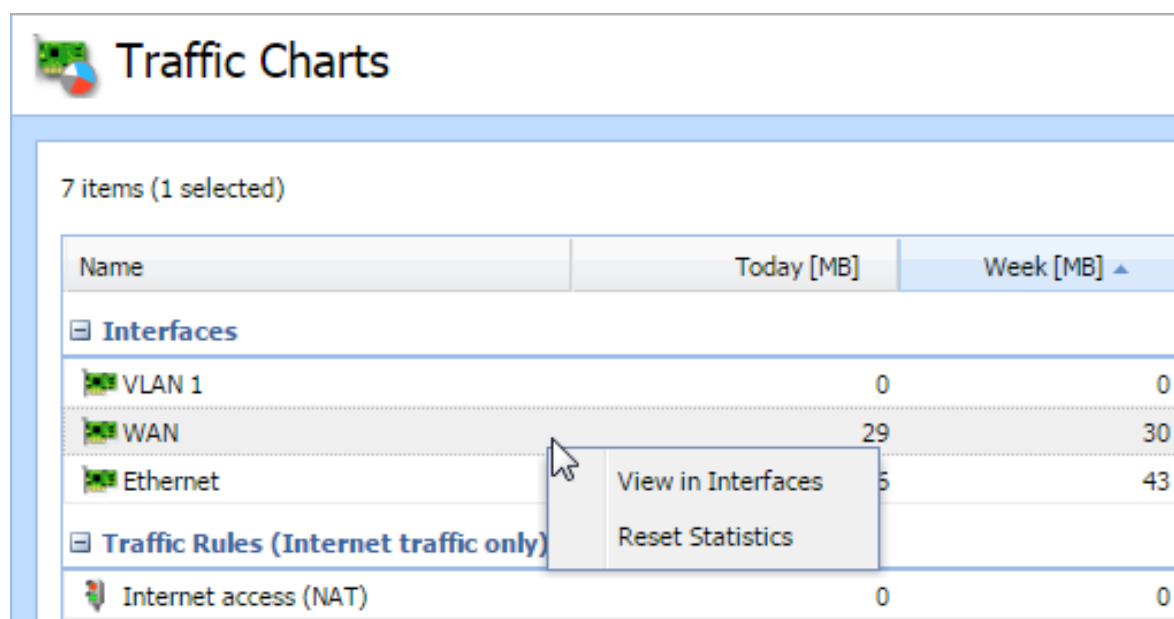 Traffic Charts
7 items (1 selected)
Name Today [MB] Week [MB]
Interfaces
VLAN 1 0 0
WAN 29 30
Ethernet 43
View in Interfaces
Reset Statistics
Traffic Rules (Internet traffic only)
Internet access (NAT) 0 0